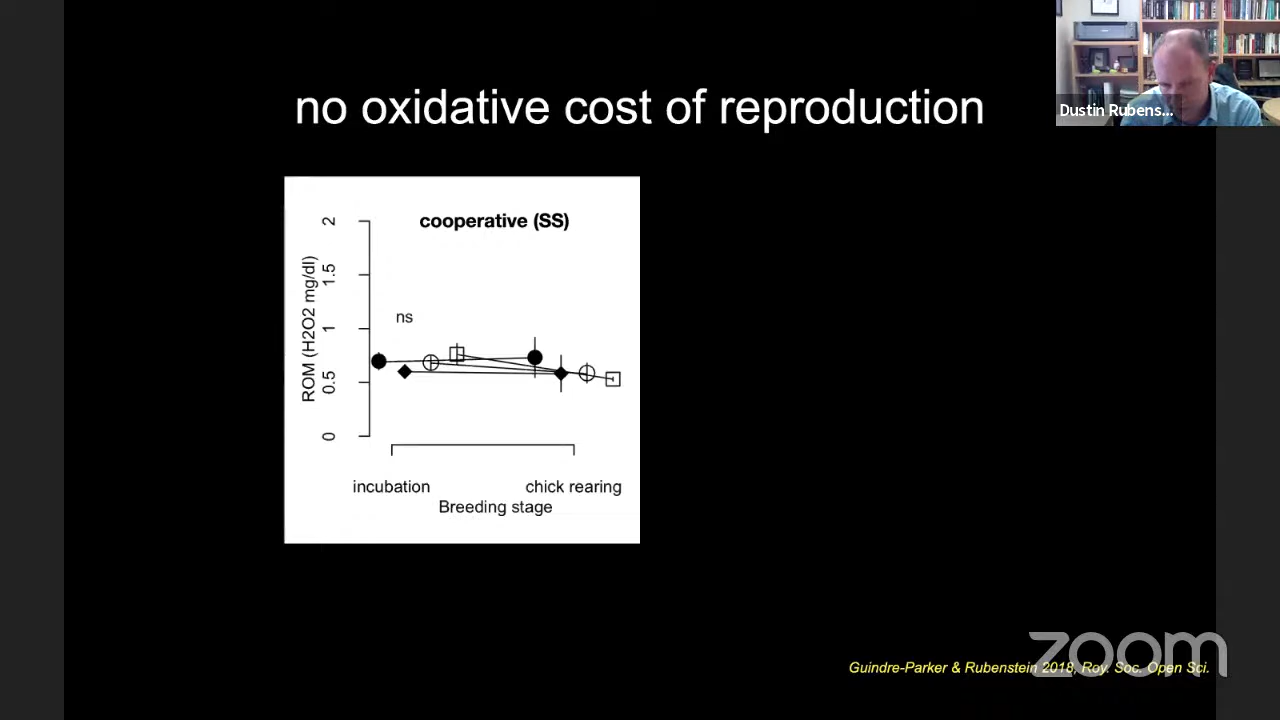 Dustin Rubens...
no oxidative cost of reproduction
cooperative (SS)
ROM (H2O2 mg/dl)
2
1.5
1
0.5
0
ns
incubation
chick rearing
Breeding stage
zoom
Guindre-Parker & Rubenstein 2018, Roy. Soc. Open Sci.